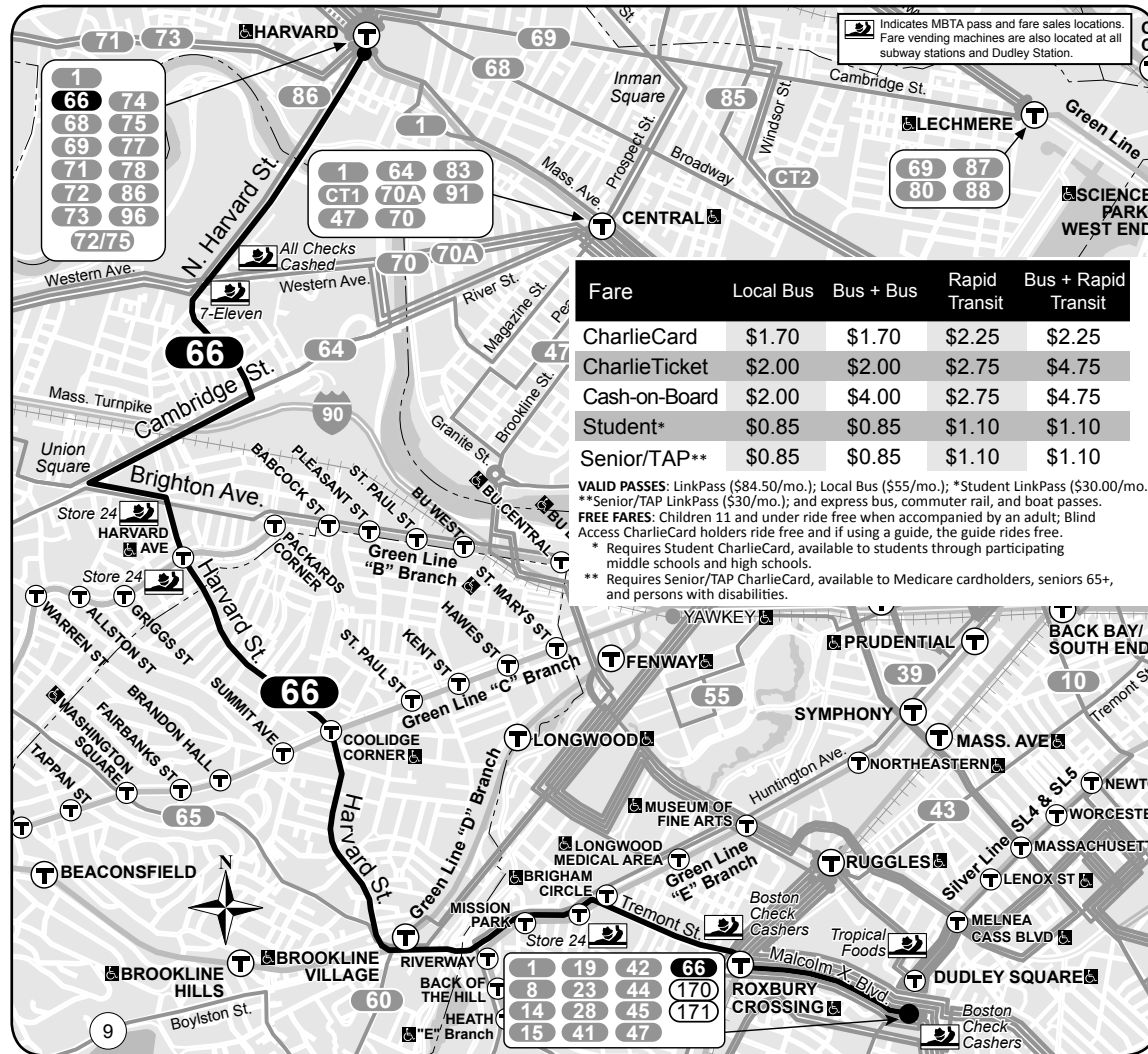 HARVARD
71
73
69
68
86
1
85
CT2
Indicates MBTA pass and fare sales locations.
Fare vending machines are also located at all
subway stations and Dudley Station.
1
66 74
68 75
69 77
71 78
72 86
73 96
72/75
1 64 83
CT1 70A 91
47 70
69 87
80 88
St.
Inman
Square
Cambridge St.
Windsor St.
Prospect St.
Broadway
Mass. Ave.
LECHMERE
Green Line
SCIENCE
PARK
WEST END
CENTRAL
N. Harvard St.
All Checks
Cashed
Western Ave.
Western Ave.
7-Eleven
70
70A
River St.
Magazine St.
47
64
66
Cambridge St.
Mass. Turnpike
90
Brookline St.
Granite St.
Fare Local Bus Bus + Bus Rapid Transit Bus + Rapid Transit
CharlieCard $1.70 $1.70 $2.25 $2.25
CharlieTicket $2.00 $2.00 $2.75 $4.75
Cash-on-Board $2.00 $4.00 $2.75 $4.75
Student* $0.85 $0.85 $1.10 $1.10
Senior/TAP** $0.85 $0.85 $1.10 $1.10
VALID PASSES: LinkPass ($84.50/mo.); Local Bus ($55/mo.); *Student LinkPass ($30.00/mo.
**Senior/TAP LinkPass ($30/mo.); and express bus, commuter rail, and boat passes.
FREE FARES: Children 11 and under ride free when accompanied by an adult; Blind
Access CharlieCard holders ride free and if using a guide, the guide rides free.
* Requires Student CharlieCard, available to students through participating
middle schools and high schools.
** Requires Senior/TAP CharlieCard, available to Medicare cardholders, seniors 65+,
and persons with disabilities.
Union
Square
Brighton Ave.
Store 24
HARVARD
AVE
PACKARDS
CORNER
BABCOCK ST
PLEASANT ST
ST. PAUL ST
BU WEST
BU CENTRAL
BU
Green Line
"B" Branch
Store 24
WARREN ST
ALLSTON ST
GRIGGS ST
Harvard St.
66
ST. PAUL ST
KENT ST
HAWES ST
ST. MARYS ST
Green Line "C" Branch
YAWKEY
FENWAY
55
PRUDENTIAL
BACK BAY/
SOUTH END
39
10
Tremont St
SYMPHONY
MASS. AVE
NORTHEASTERN
Huntington Ave.
COOLIDGE
CORNER
SUMMIT AVE
BRANDON HALL
FAIRBANKS ST
WASHINGTON
SQUARE
TAPPAN ST
65
LONGWOOD
Green Line "D" Branch
Harvard St.
MUSEUM OF
FINE ARTS
LONGWOOD
MEDICAL AREA
Green Line
"E" Branch
43
Silver Line SL4 & SL5
NEWTO
WORCESTE
MASSACHUSETT
LENOX ST
RUGGLES
BEACONSFIELD
N
BRIGHAM
CIRCLE
MISSION
PARK
Tremont St
Store 24
Boston
Check
Cashers
Tropical
Foods
MELNEA
CASS BLVD
DUDLEY SQUARE
Malcolm X. Blvd.
ROXBURY
CROSSING
Boston
Check
Cashers
BROOKLINE
HILLS
BROOKLINE
VILLAGE
RIVERWAY
BACK OF
THE HILL
HEATH
"E" Branch
60
Boylston St.
9
1 19 42 66
8 23 44 170
14 28 45 171
15 41 47